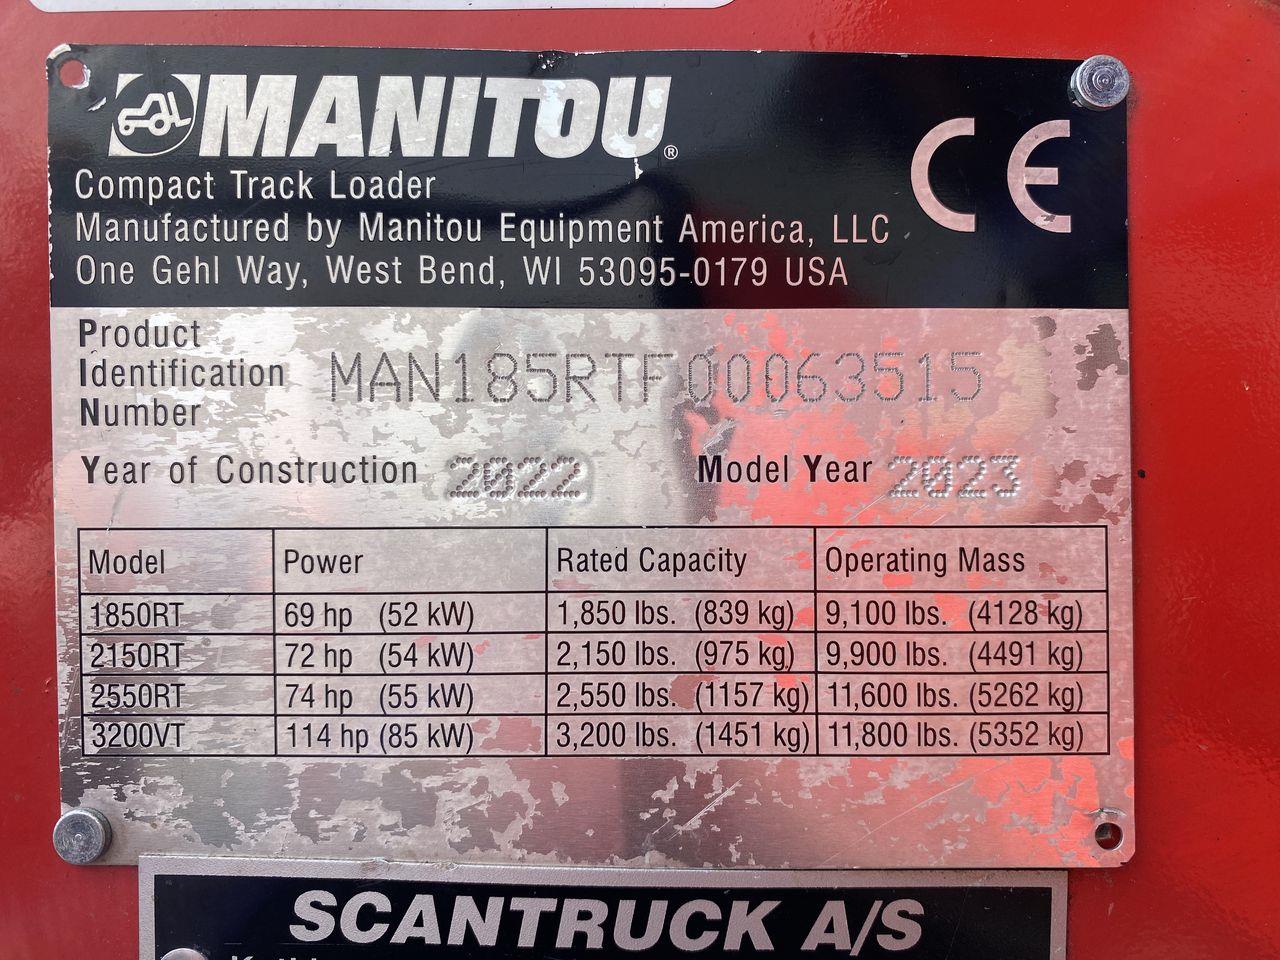 MANITOU®
CE
Compact Track Loader
Manufactured by Manitou Equipment America, LLC
One Gehl Way, West Bend, WI 53095-0179 USA
Product
Identification
Number
MAN185RTF00063515
Year of Construction 2022 Model Year 2023
Model Power Rated Capacity Operating Mass
1850RT 69 hp (52 kW) 1,850 lbs. (839 kg) 9,100 lbs. (4128 kg)
2150RT 72 hp (54 kW) 2,150 lbs. (975 kg) 9,900 lbs. (4491 kg)
2550RT 74 hp (55 kW) 2,550 lbs. (1157 kg) 11,600 lbs. (5262 kg)
3200VT 114 hp (85 kW) 3,200 lbs. (1451 kg) 11,800 lbs. (5352 kg)
SCANTRUCK A/S